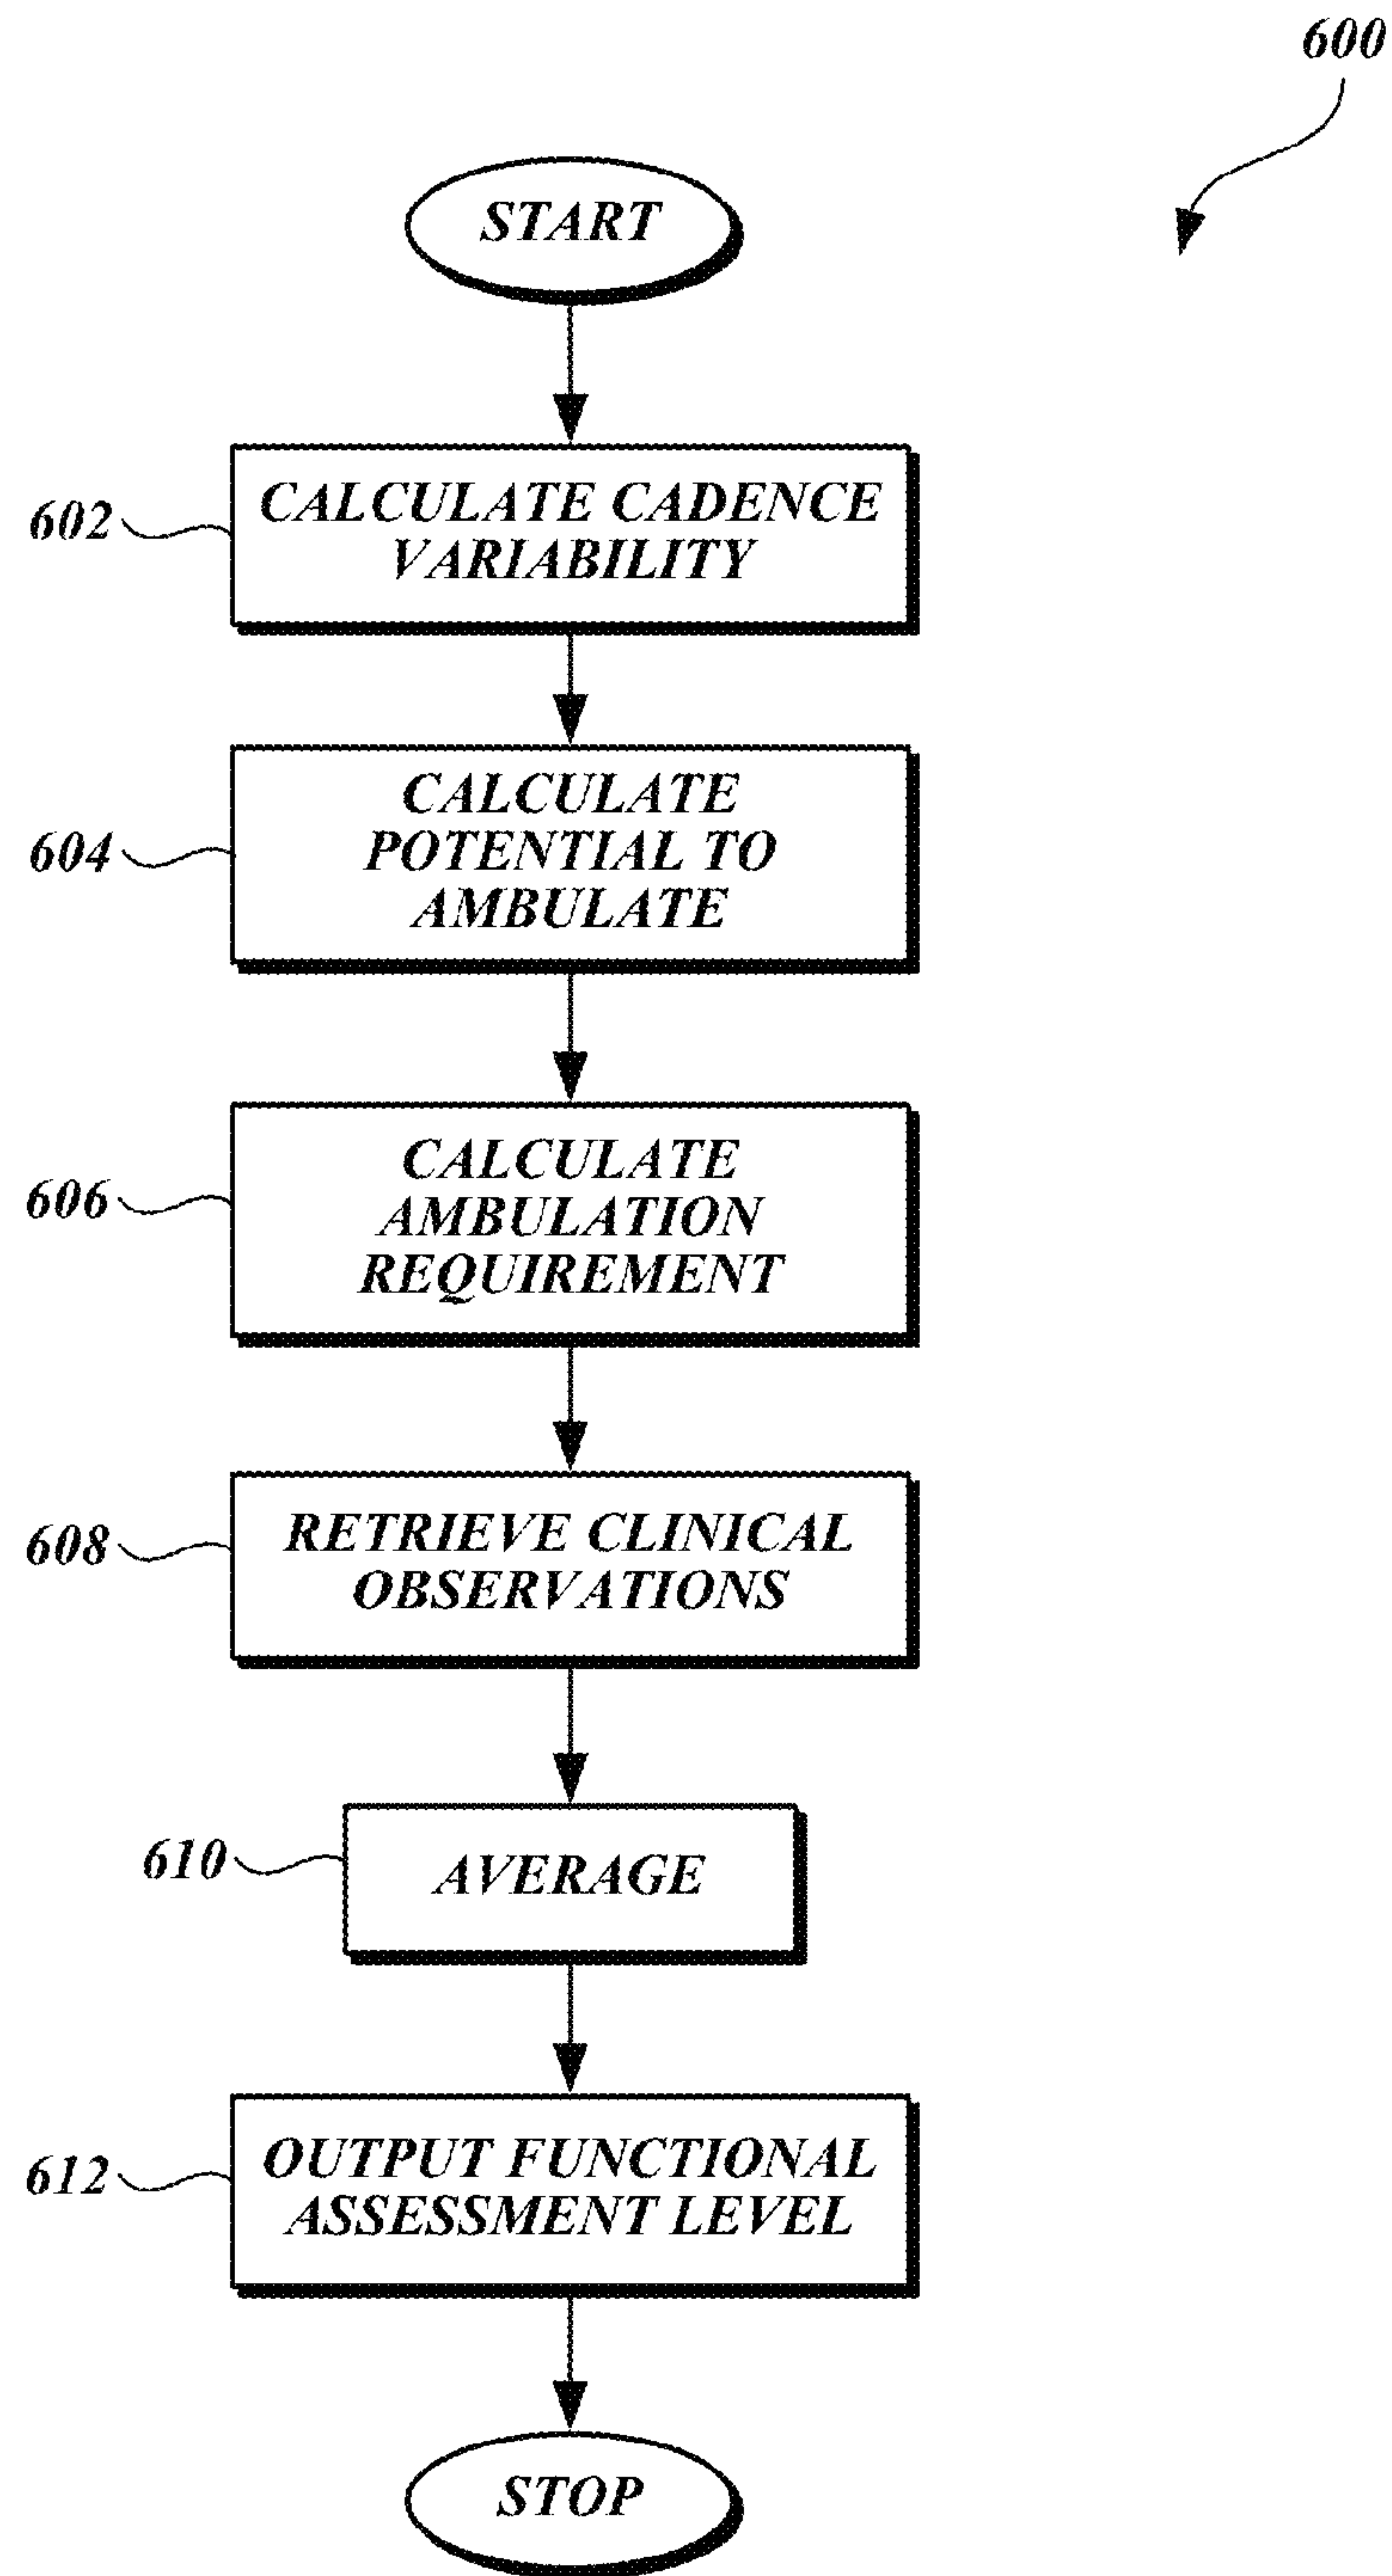 600
START
602
CALCULATE CADENCE
VARIABILITY
604
CALCULATE
POTENTIAL TO
AMBULATE
606
CALCULATE
AMBULATION
REQUIREMENT
608
RETRIEVE CLINICAL
OBSERVATIONS
610
AVERAGE
612
OUTPUT FUNCTIONAL
ASSESSMENT LEVEL
STOP